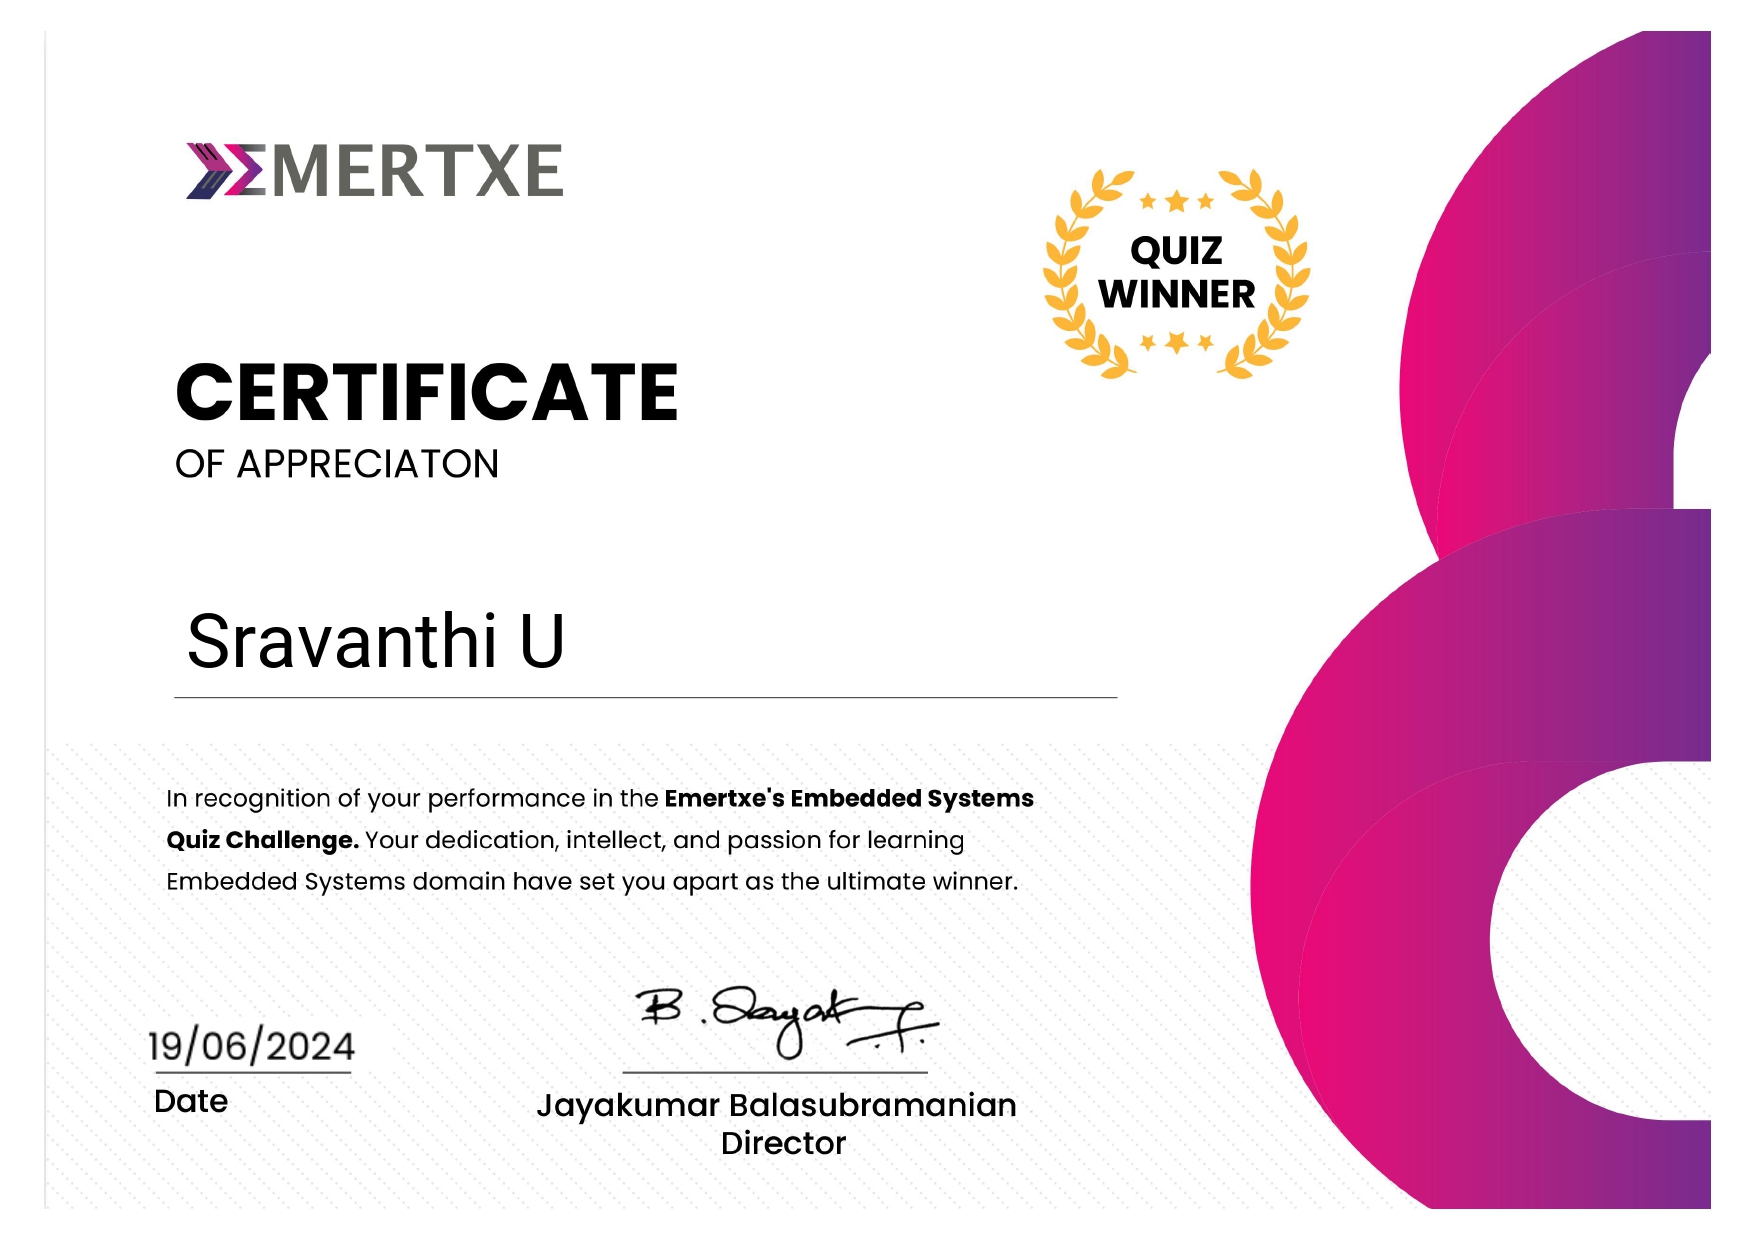 EMERTXE
QUIZ
WINNER
CERTIFICATE
OF APPRECIATON
Sravanthi U
In recognition of your performance in the Emertxe's Embedded Systems
Quiz Challenge. Your dedication, intellect, and passion for learning
Embedded Systems domain have set you apart as the ultimate winner.
19/06/2024
Date
Jayakumar Balasubramanian
Director